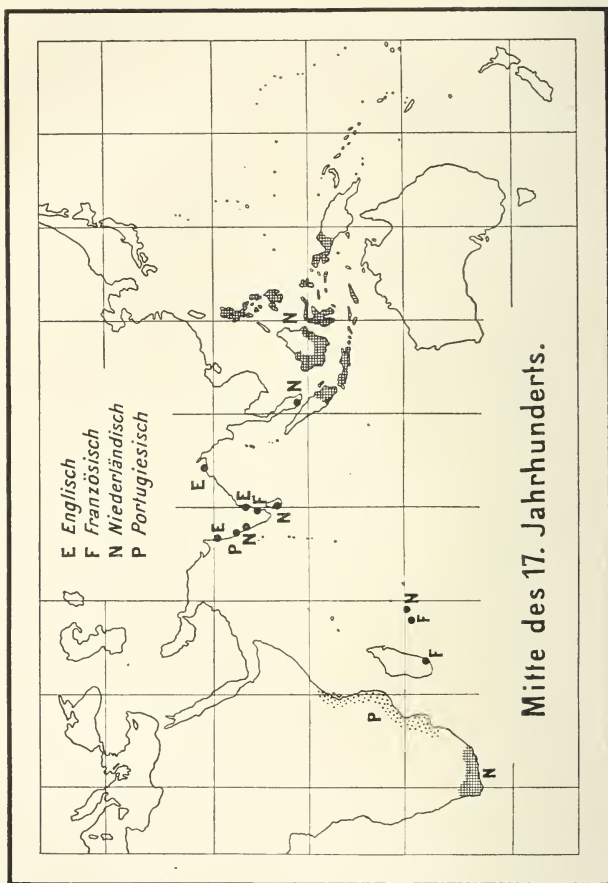 E Englisch
F Französisch
N Niederländisch
P Portugiesisch
E
E
P
N
E
F
N
N
N
P
N
F
F
N
Mitte des 17. Jahrhunderts.